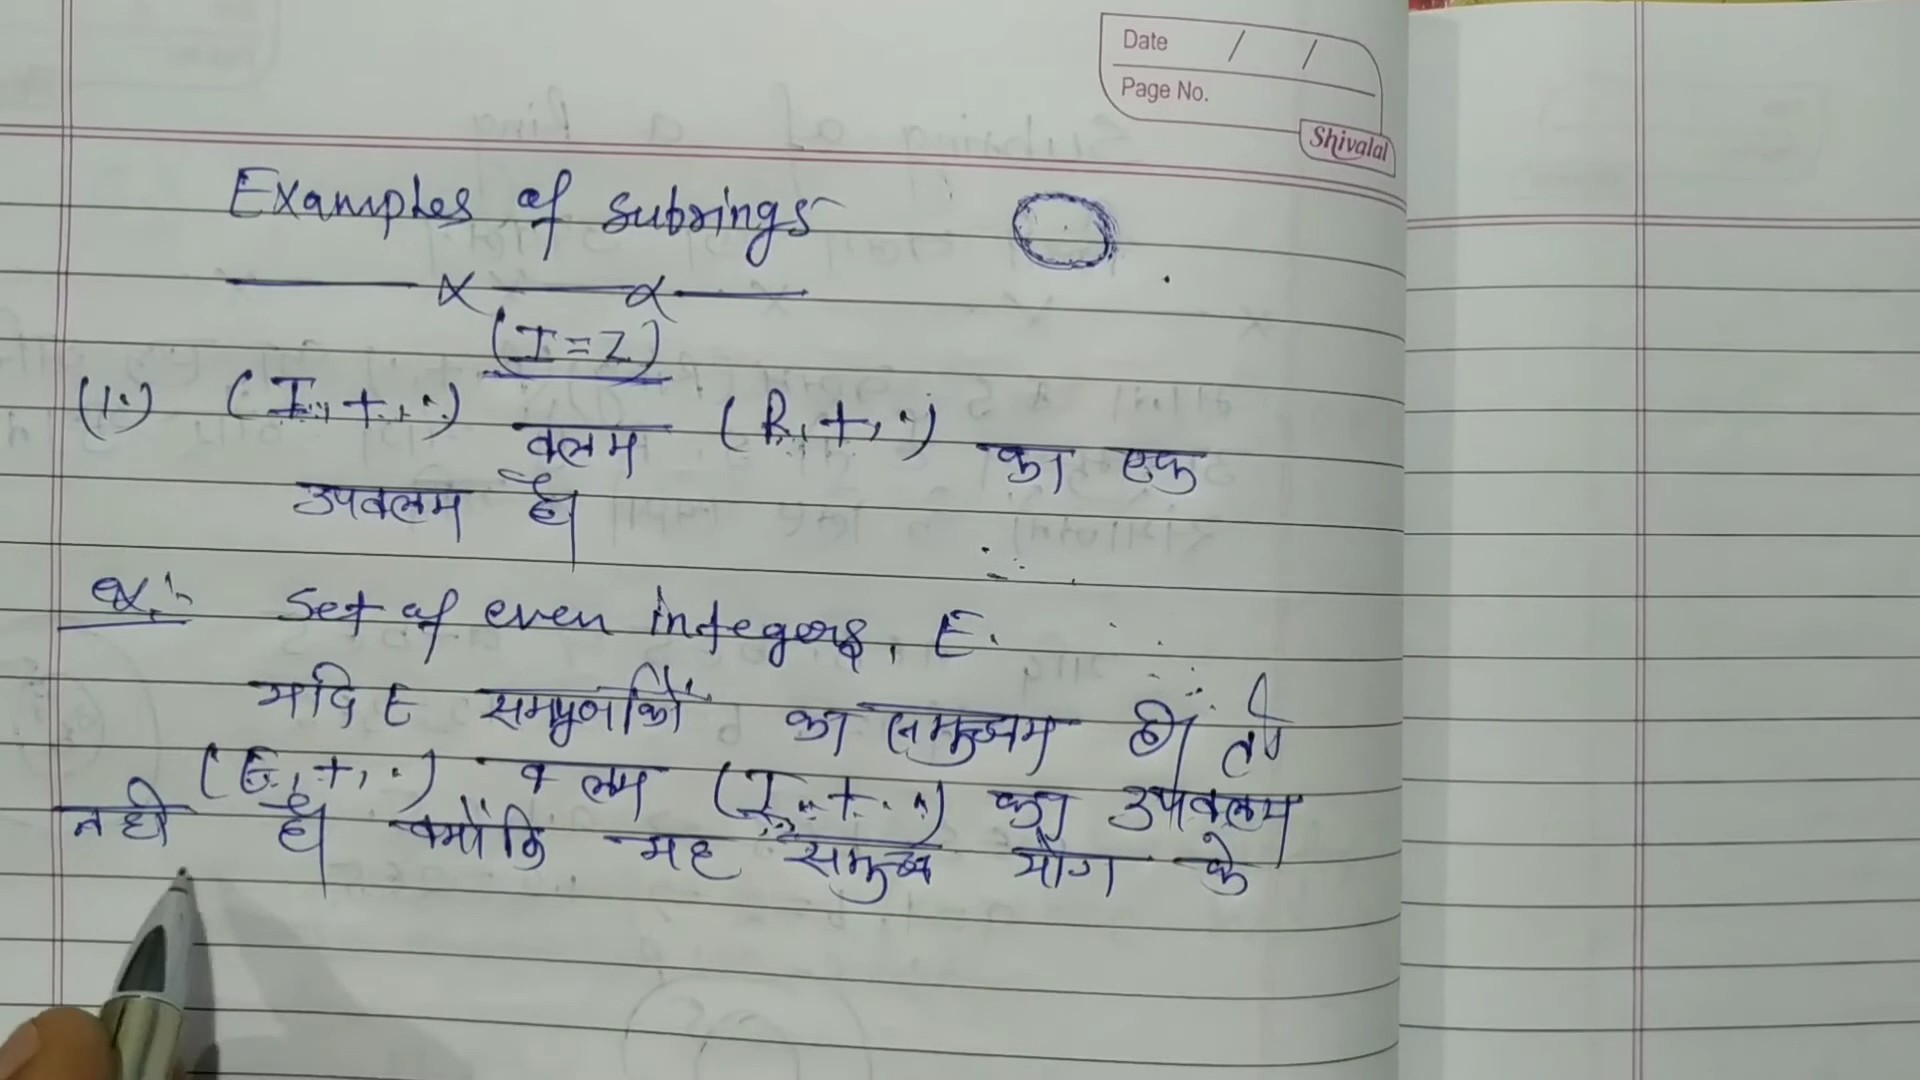 Date / /
Page No.
Shivalal
Examples of subrings
(I=Z)
(1.) (I, +, .) वलय (R, +, .) का एक
उपवलय है।
ex:- Set of even integers, E.
यदि E सम्पूर्णांकों का समुच्चय हो। तो
(E, +, .) वलय (I, +, .) का उपवलय
नही है। क्योंकि यह समुच्च योग के